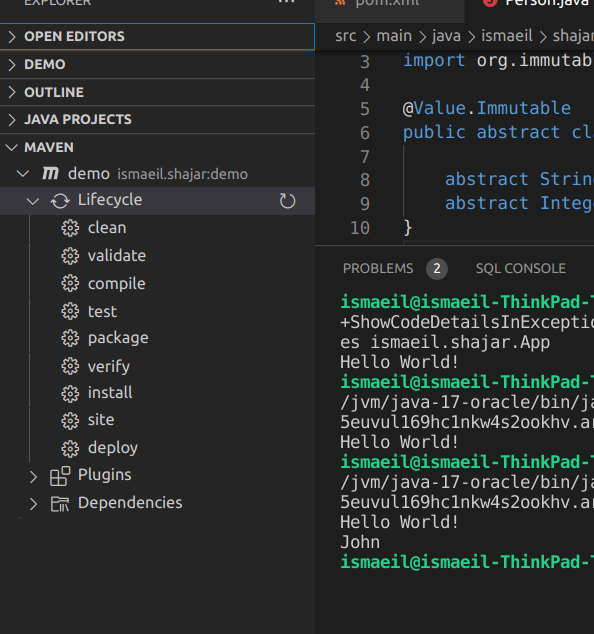 EXPLORER ...
OPEN EDITORS
DEMO
OUTLINE
JAVA PROJECTS
MAVEN
demo ismaeil.shajar:demo
Lifecycle
clean
validate
compile
test
package
verify
install
site
deploy
Plugins
Dependencies
pom.xml Person.java
src > main > java > ismaeil > shajar
3 import org.immutab
4
5 @Value.Immutable
6 public abstract cla
7
8 abstract Strin
9 abstract Intege
10 }
PROBLEMS 2 SQL CONSOLE
ismaeil@ismaeil-ThinkPad-T
+ShowCodeDetailsInExceptio
es ismaeil.shajar.App
Hello World!
ismaeil@ismaeil-ThinkPad-T
/jvm/java-17-oracle/bin/ja
5euvul169hc1nkw4s2ookhv.ar
Hello World!
ismaeil@ismaeil-ThinkPad-T
/jvm/java-17-oracle/bin/ja
5euvul169hc1nkw4s2ookhv.ar
Hello World!
John
ismaeil@ismaeil-ThinkPad-T